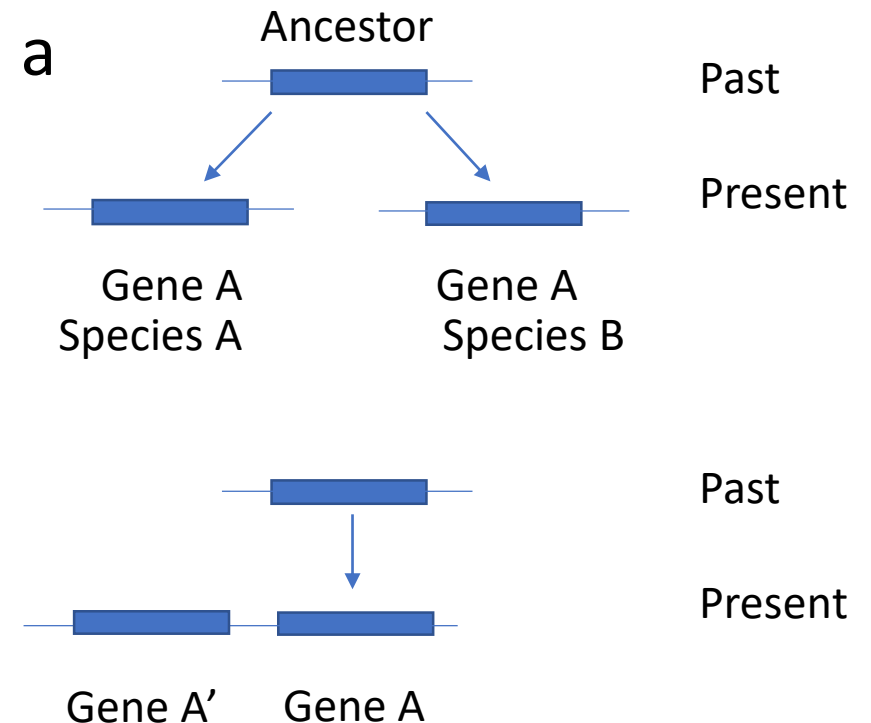 a
Ancestor
Past
Present
Gene A
Species A
Gene A
Species B
Past
Present
Gene A’
Gene A